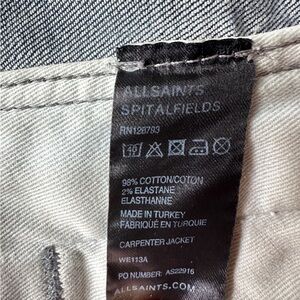 ALLSAINTS
SPITALFIELDS
RN128793
40
98% COTTON/COTON
2% ELASTANE
ELASTHANNE
MADE IN TURKEY
FABRIQUÉ EN TURQUIE
CARPENTER JACKET
WE113A
PO NUMBER: AS22916
ALLSAINTS.COM